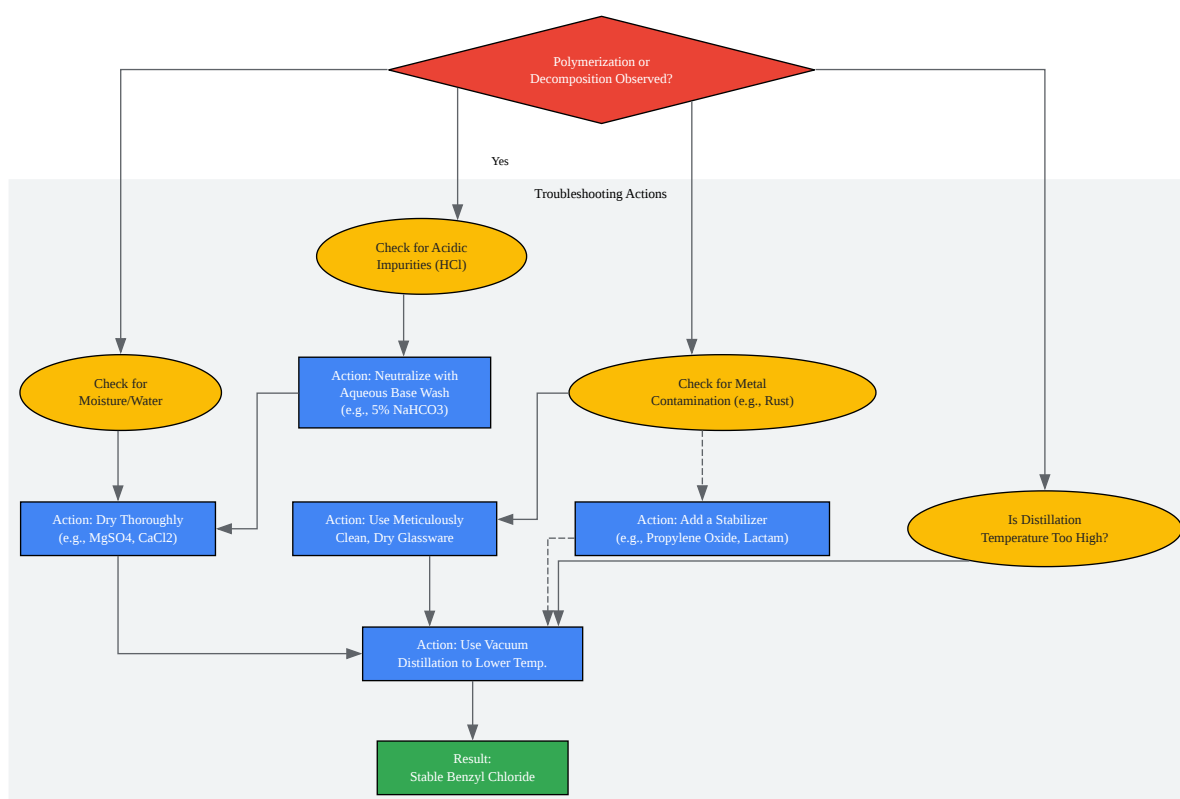 Polymerization or
Decomposition Observed?
Yes
Troubleshooting Actions
Check for Acidic
Impurities (HCl)
Check for
Moisture/Water
Action: Neutralize with
Aqueous Base Wash
(e.g., 5% NaHCO3)
Check for Metal
Contamination (e.g., Rust)
Action: Dry Thoroughly
(e.g., MgSO4, CaCl2)
Action: Use Meticulously
Clean, Dry Glassware
Action: Add a Stabilizer
(e.g., Propylene Oxide, Lactam)
Is Distillation
Temperature Too High?
Action: Use Vacuum
Distillation to Lower Temp.
Result:
Stable Benzyl Chloride